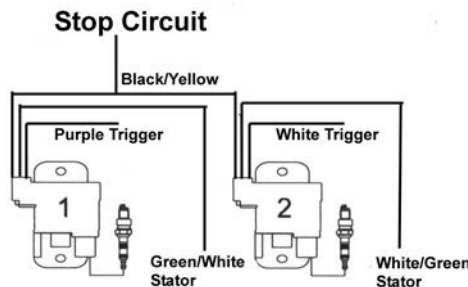 Stop Circuit
Black/Yellow
Purple Trigger
White Trigger
1
2
Green/White
Stator
White/Green
Stator